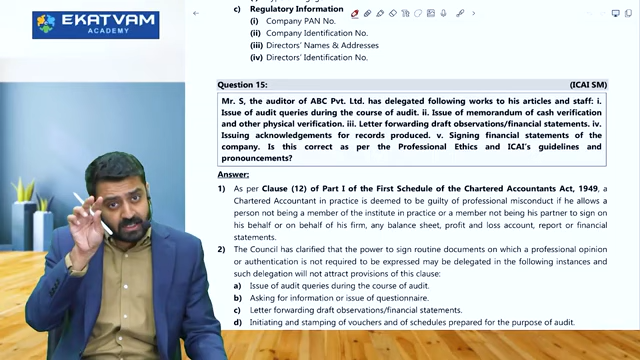 EKATVAM
ACADEMY
c) Regulatory Information
(i) Company PAN No.
(ii) Company Identification No.
(iii) Directors' Names & Addresses
(iv) Directors' Identification No.
Question 15: (ICAI SM)
Mr. S, the auditor of ABC Pvt. Ltd. has delegated following works to his articles and staff: i.
Issue of audit queries during the course of audit. ii. Issue of memorandum of cash verification
and other physical verification. iii. Letter forwarding draft observations/financial statements. iv.
Issuing acknowledgements for records produced. v. Signing financial statements of the
company. Is this correct as per the Professional Ethics and ICAI's guidelines and
pronouncements?
Answer:
1) As per Clause (12) of Part I of the First Schedule of the Chartered Accountants Act, 1949, a
Chartered Accountant in practice is deemed to be guilty of professional misconduct if he allows a
person not being a member of the institute in practice or a member not being his partner to sign on
his behalf or on behalf of his firm, any balance sheet, profit and loss account, report or financial
statements.
2) The Council has clarified that the power to sign routine documents on which a professional opinion
or authentication is not required to be expressed may be delegated in the following instances and
such delegation will not attract provisions of this clause:
a) Issue of audit queries during the course of audit.
b) Asking for information or issue of questionnaire.
c) Letter forwarding draft observations/financial statements.
d) Initiating and stamping of vouchers and of schedules prepared for the purpose of audit.